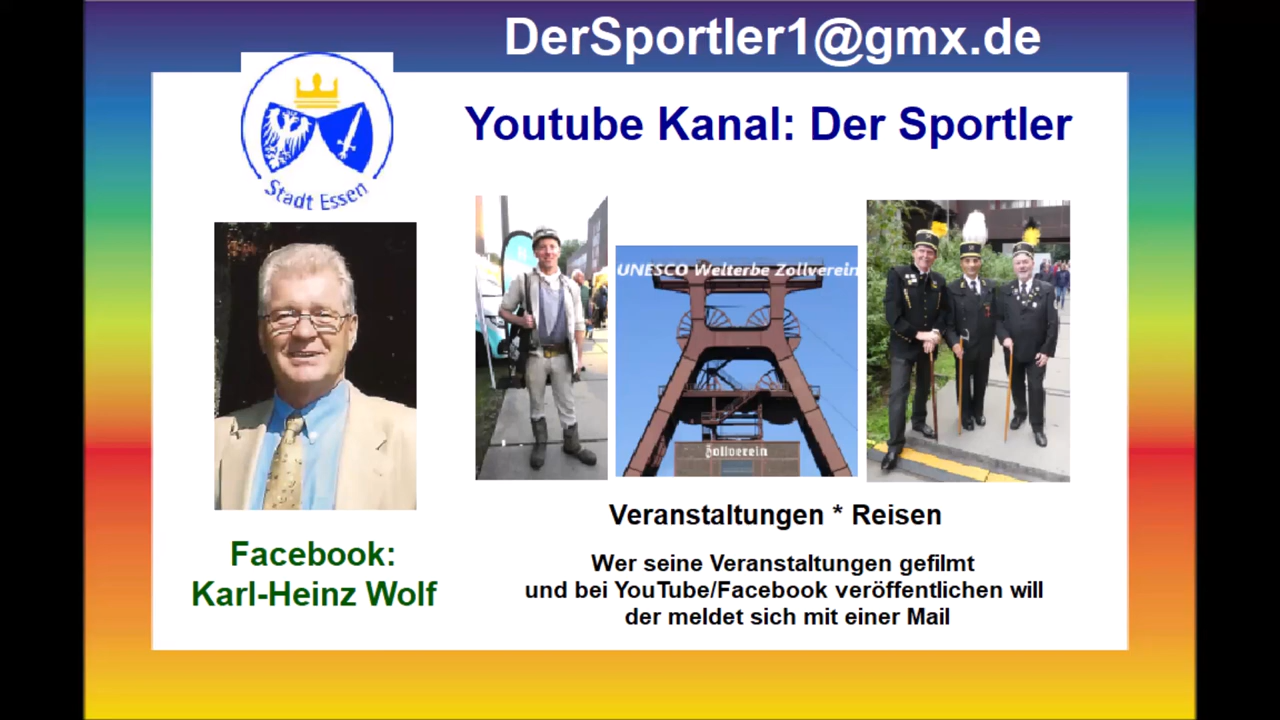 DerSportler1@gmx.de
Youtube Kanal: Der Sportler
Stadt Essen
UNESCO Welterbe Zollverein
Zollverein
Veranstaltungen * Reisen
Facebook:
Karl-Heinz Wolf
Wer seine Veranstaltungen gefilmt
und bei YouTube/Facebook veröffentlichen will
der meldet sich mit einer Mail